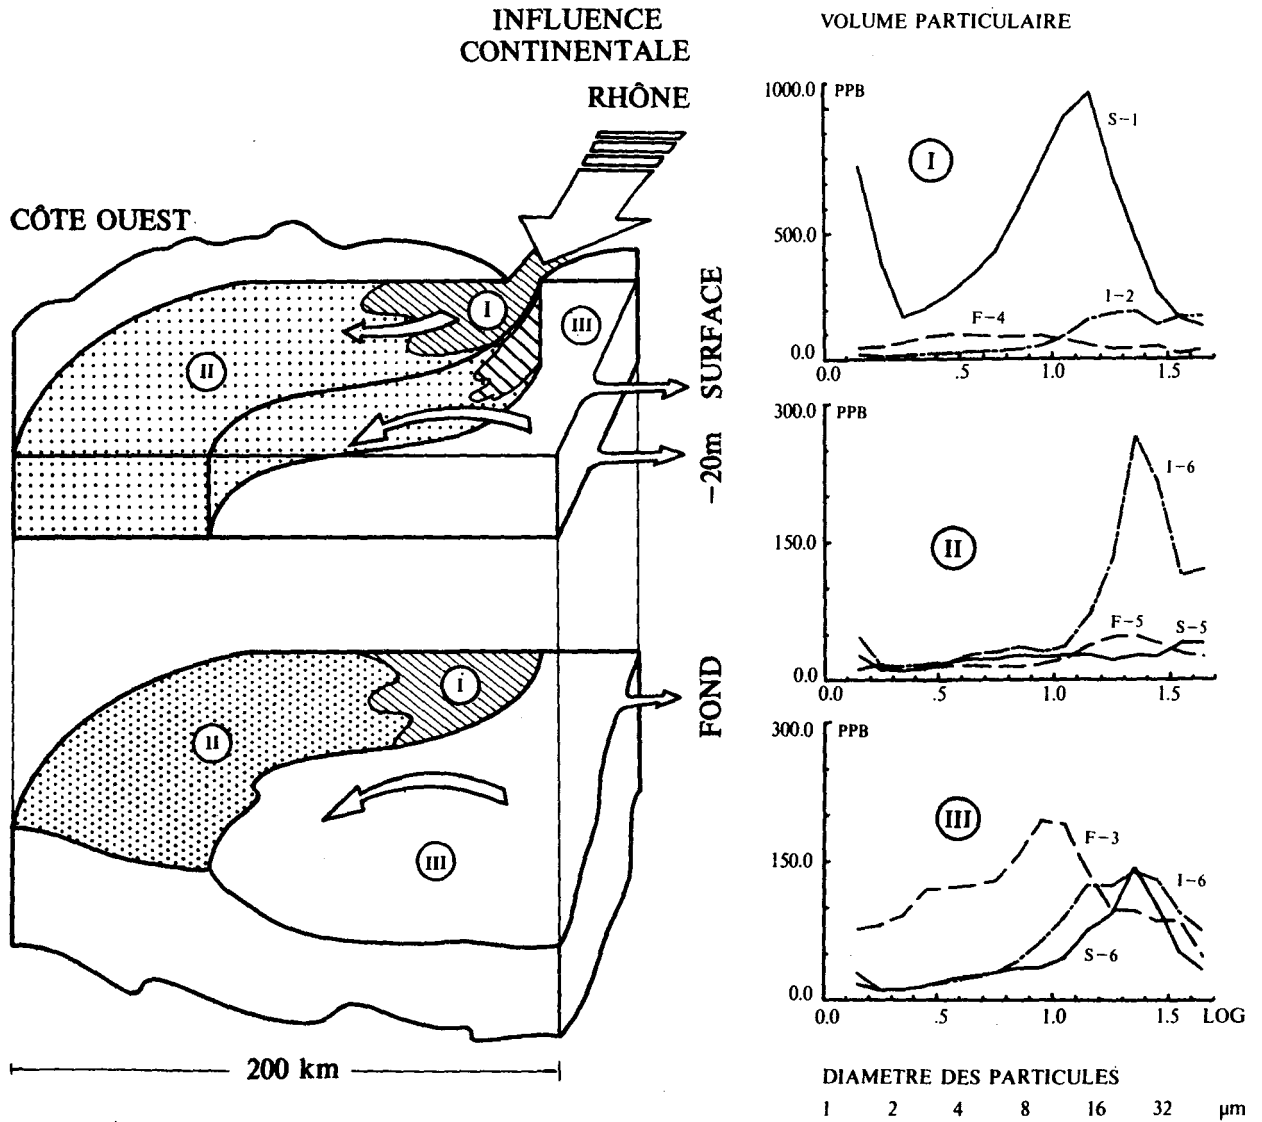 INFLUENCE
CONTINENTALE
RHÔNE
CÔTE OUEST
I
II
III
SURFACE
-20m
I
II
III
FOND
200 km
VOLUME PARTICULAIRE
1000.0 PPB
S-1
I
500.0
I-2
F-4
0.0
0.0 .5 1.0 1.5
300.0 PPB
I-6
150.0
II
F-5
S-5
0.0
0.0 .5 1.0 1.5
300.0 PPB
III
F-3
150.0
I-6
S-6
0.0
0.0 .5 1.0 1.5 LOG
DIAMETRE DES PARTICULES
1 2 4 8 16 32 µm